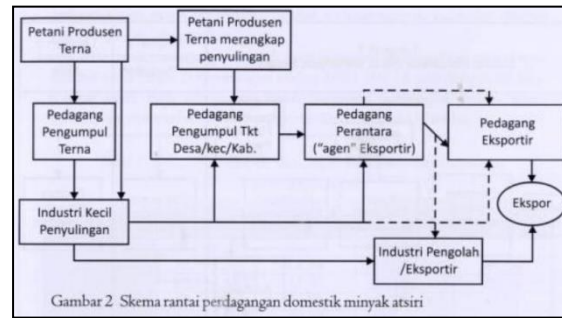 Petani Produsen
Terna
Petani Produsen
Terna merangkap
penyulingan
Pedagang
Pengumpul
Terna
Pedagang
Pengumpul Tkt
Desa/kec/Kab.
Pedagang
Perantara
("agen" Eksportir)
Pedagang
Eksportir
Industri Kecil
Penyulingan
Ekspor
Industri Pengolah
/Eksportir
Gambar 2 Skema rantai perdagangan domestik minyak atsiri